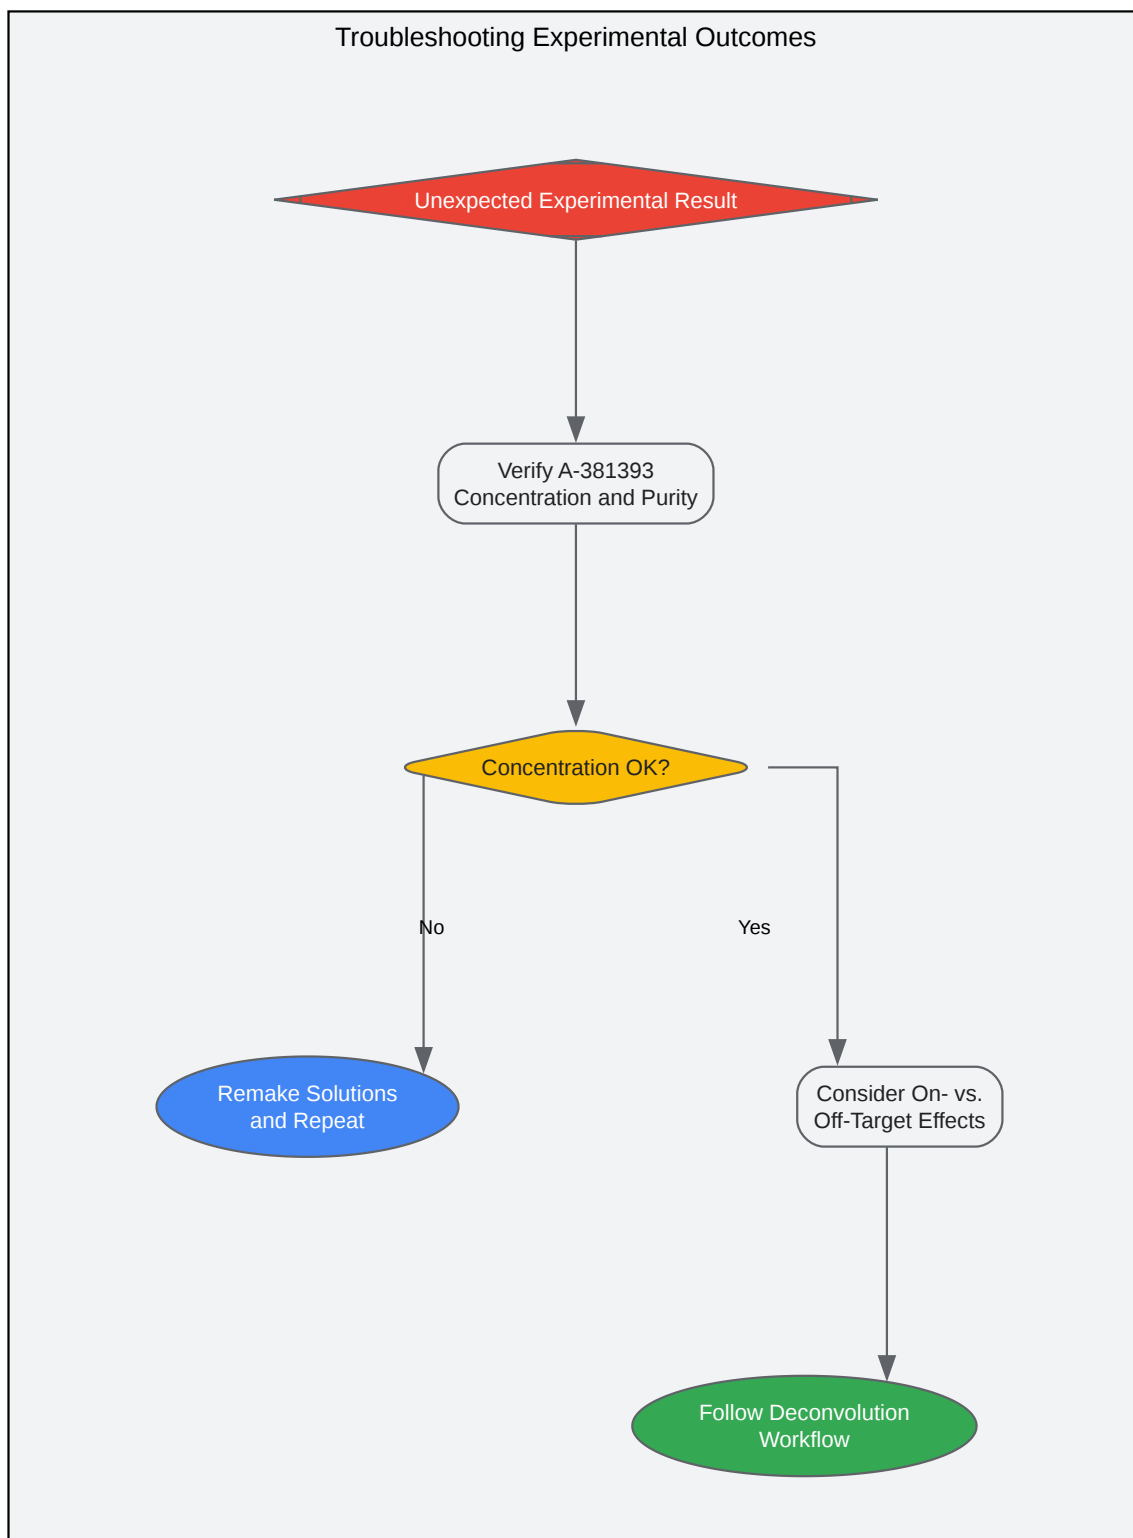 Troubleshooting Experimental Outcomes
Unexpected Experimental Result
Verify A-381393
Concentration and Purity
Concentration OK?
No
Yes
Remake Solutions
and Repeat
Consider On- vs.
Off-Target Effects
Follow Deconvolution
Workflow